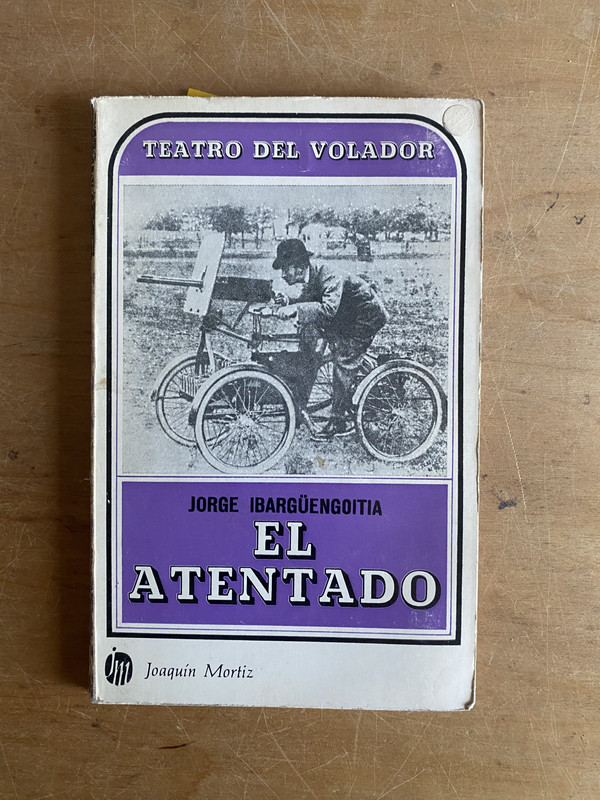 TEATRO DEL VOLADOR
JORGE IBARGÜENGOITIA
EL
ATENTADO
jm Joaquín Mortiz